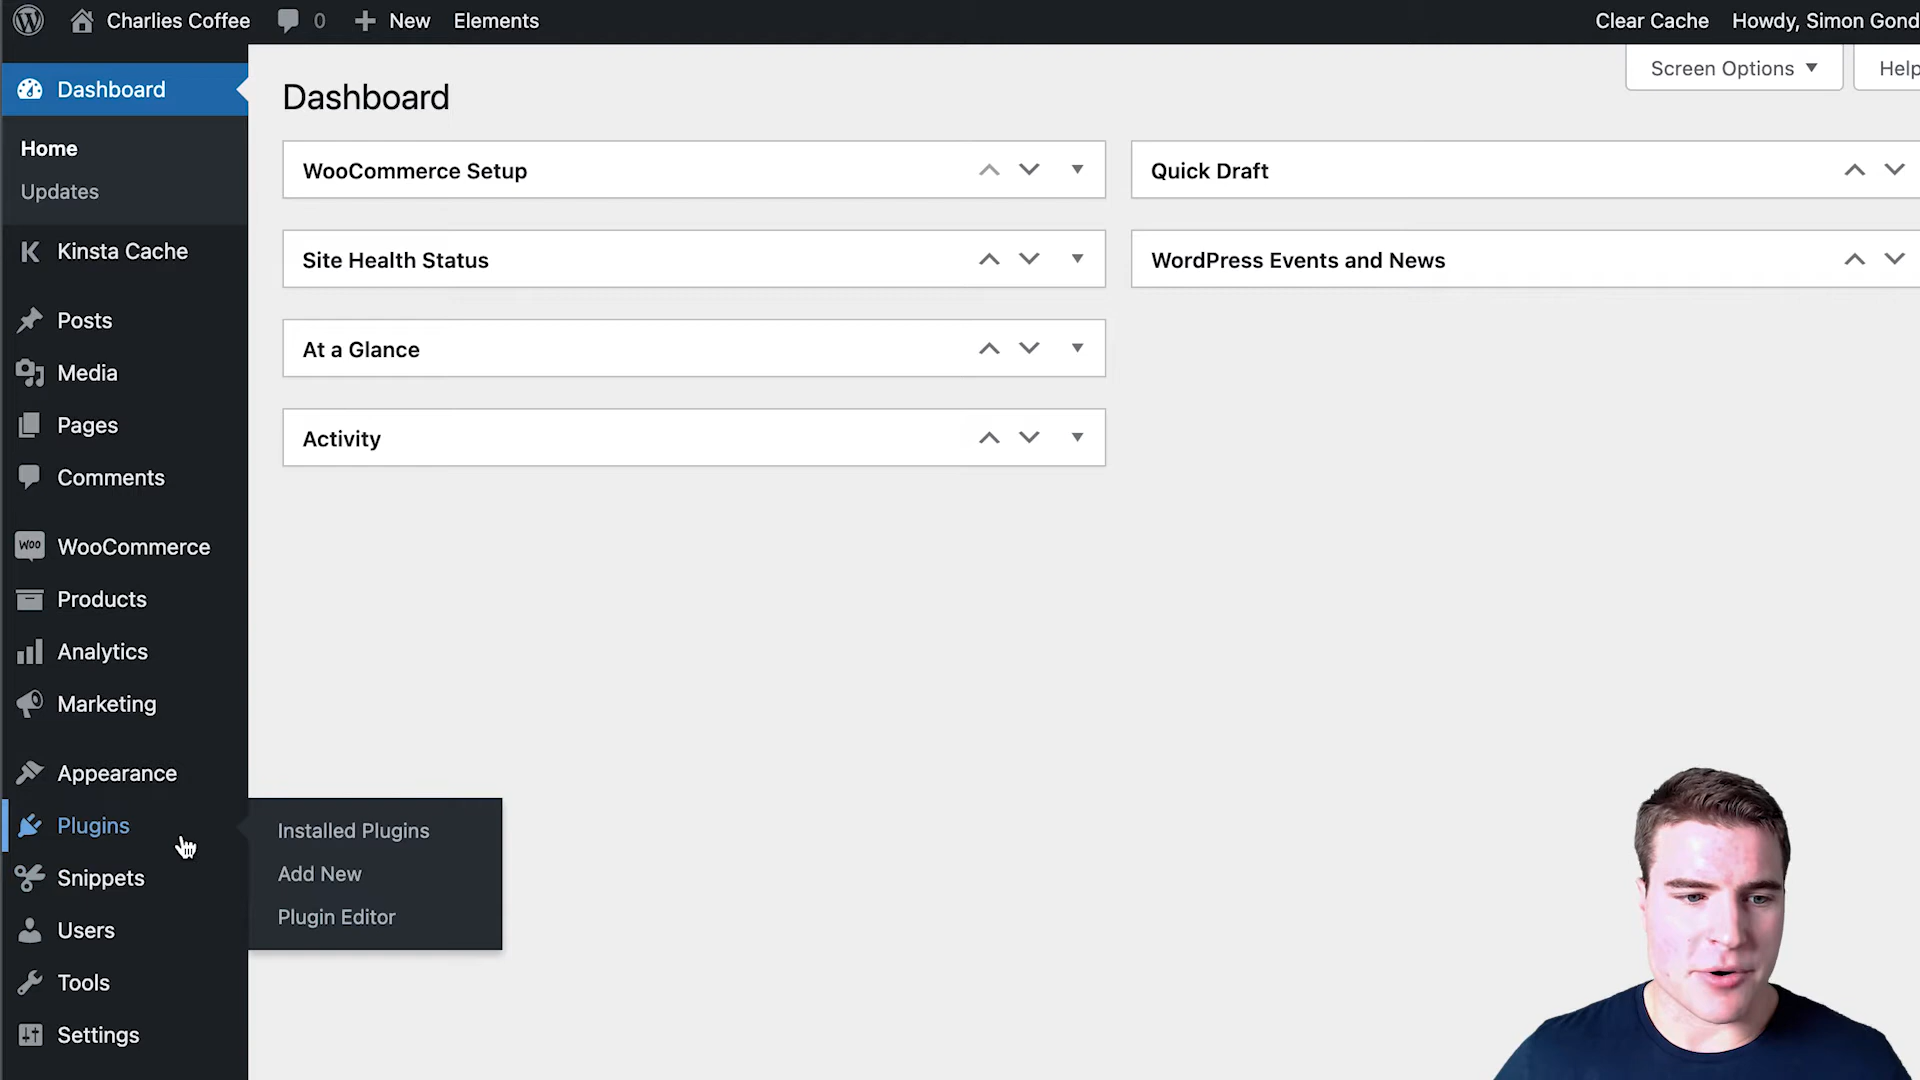 Charlies Coffee
0
New
Elements
Clear Cache
Howdy, Simon Gond
Screen Options
Help
Dashboard
Home
Updates
Kinsta Cache
Posts
Media
Pages
Comments
Woo WooCommerce
Products
Analytics
Marketing
Appearance
Plugins
Snippets
Users
Tools
Settings
Installed Plugins
Add New
Plugin Editor
Dashboard
WooCommerce Setup
Site Health Status
At a Glance
Activity
Quick Draft
WordPress Events and News